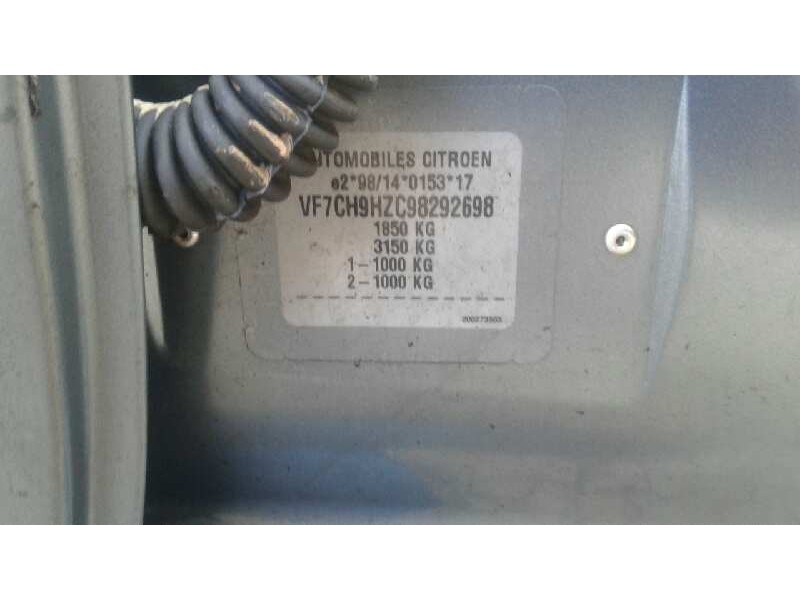 AUTOMOBILES CITROEN
e2*98/14*0153*17
VF7CH9HZC98292698
1850 KG
3150 KG
1-1000 KG
2-1000 KG